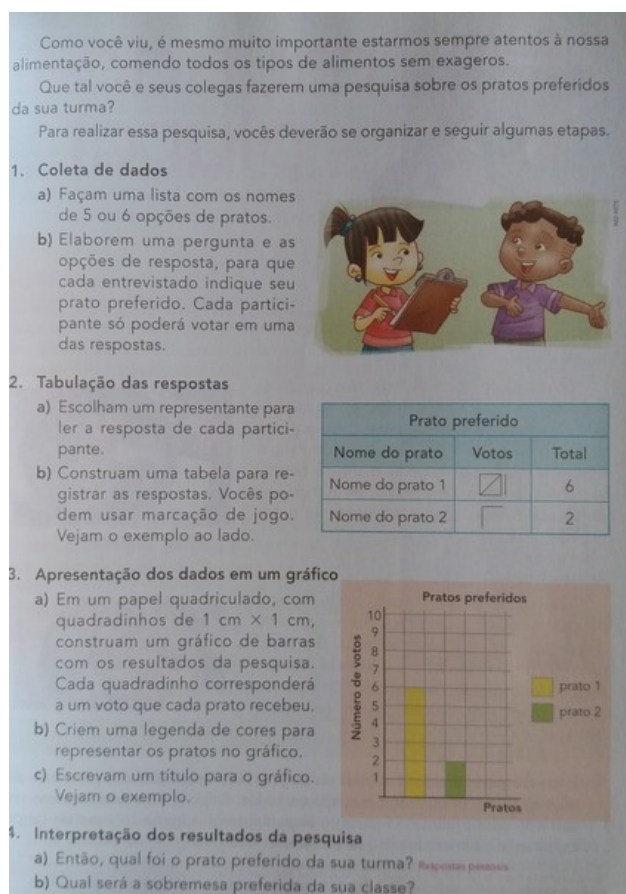 Como você viu, é mesmo muito importante estarmos sempre atentos à nossa
alimentação, comendo todos os tipos de alimentos sem exageros.
Que tal você e seus colegas fazerem uma pesquisa sobre os pratos preferidos
da sua turma?
Para realizar essa pesquisa, vocês deverão se organizar e seguir algumas etapas.
1. Coleta de dados
a) Façam uma lista com os nomes
de 5 ou 6 opções de pratos.
b) Elaborem uma pergunta e as
opções de resposta, para que
cada entrevistado indique seu
prato preferido. Cada partici-
pante só poderá votar em uma
das respostas.
2. Tabulação das respostas
a) Escolham um representante para
ler a resposta de cada partici-
pante.
b) Construam uma tabela para re-
gistrar as respostas. Vocês po-
dem usar marcação de jogo.
Vejam o exemplo ao lado.
Prato preferido
Nome do prato Votos Total
Nome do prato 1 6
Nome do prato 2 2
3. Apresentação dos dados em um gráfico
a) Em um papel quadriculado, com
quadradinhos de 1 cm × 1 cm,
construam um gráfico de barras
com os resultados da pesquisa.
Cada quadradinho corresponderá
a um voto que cada prato recebeu.
b) Criem uma legenda de cores para
representar os pratos no gráfico.
c) Escrevam um título para o gráfico.
Vejam o exemplo.
Pratos preferidos
Número de votos
10
9
8
7
6
5
4
3
2
1
Pratos
prato 1
prato 2
4. Interpretação dos resultados da pesquisa
a) Então, qual foi o prato preferido da sua turma? Respostas pessoais.
b) Qual será a sobremesa preferida da sua classe?